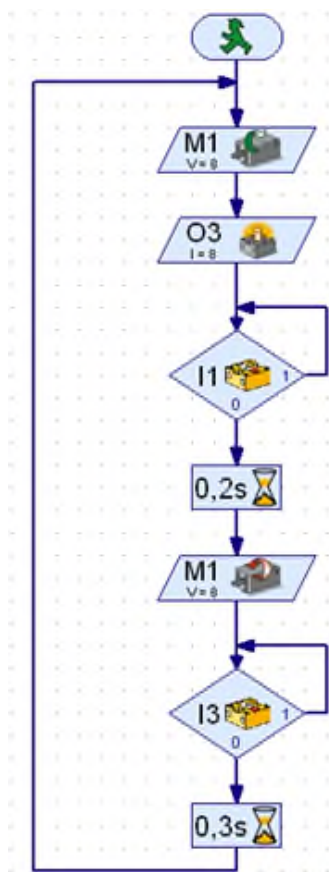 M1
V = 8
O3
I = 8
I1
1
0
0,2s
M1
V = 8
I3
1
0
0,3s